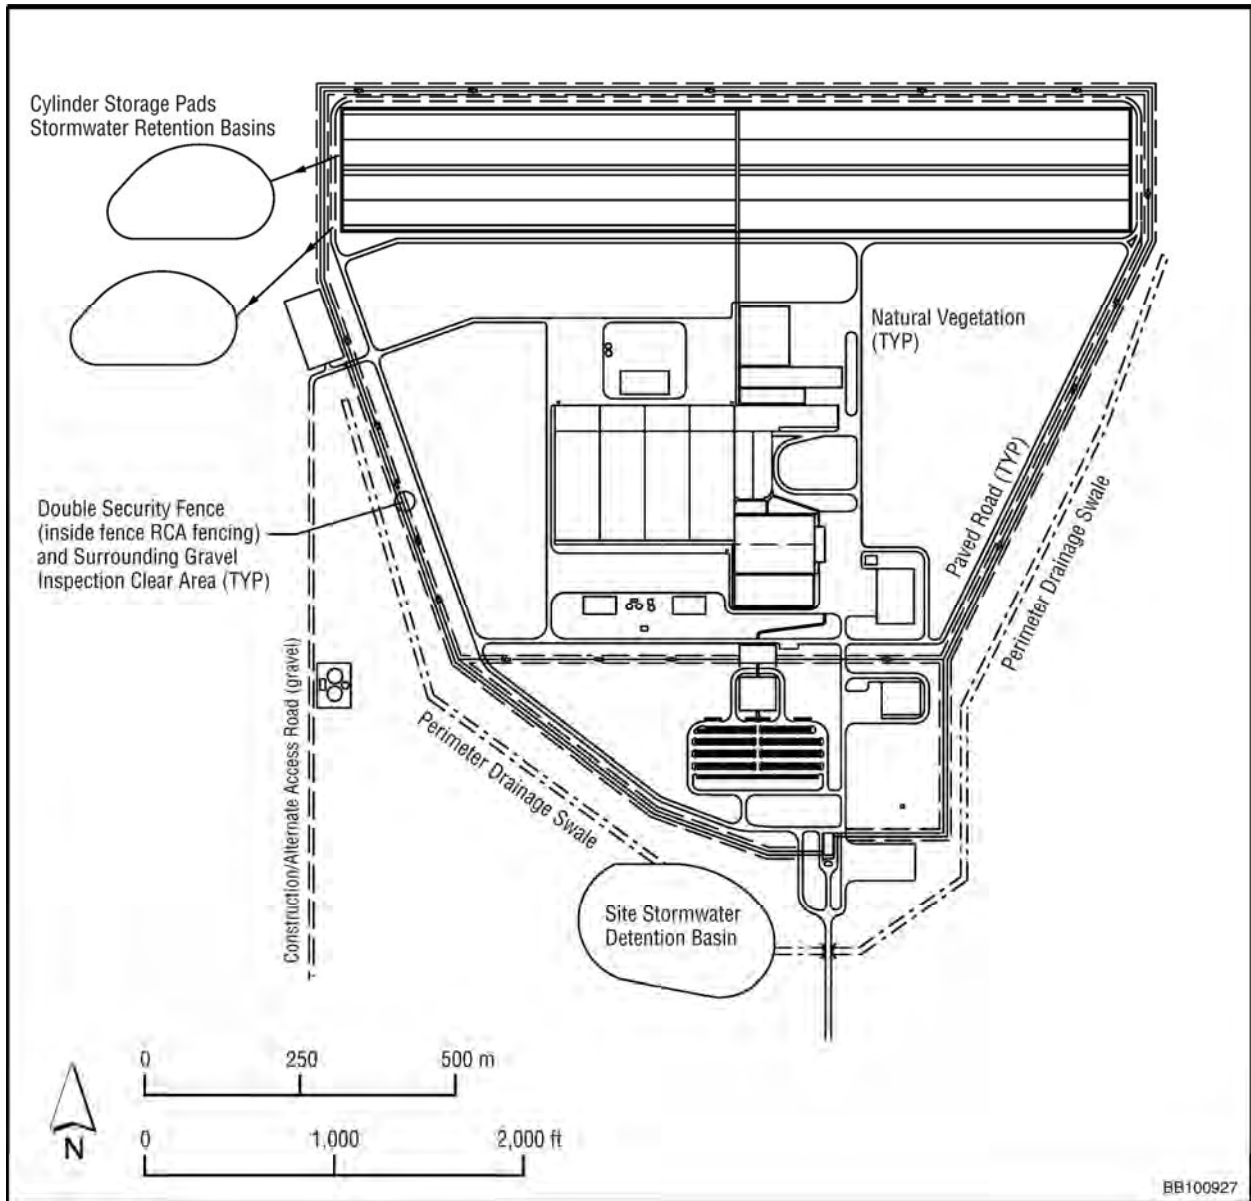 Cylinder Storage Pads
Stormwater Retention Basins
Natural Vegetation
(TYP)
Paved Road (TYP)
Perimeter Drainage Swale
Double Security Fence
(inside fence RCA fencing)
and Surrounding Gravel
Inspection Clear Area (TYP)
Construction/Alternate Access Road (gravel)
Perimeter Drainage Swale
Site Stormwater
Detention Basin
0 250 500 m
0 1,000 2,000 ft
N
BB100927